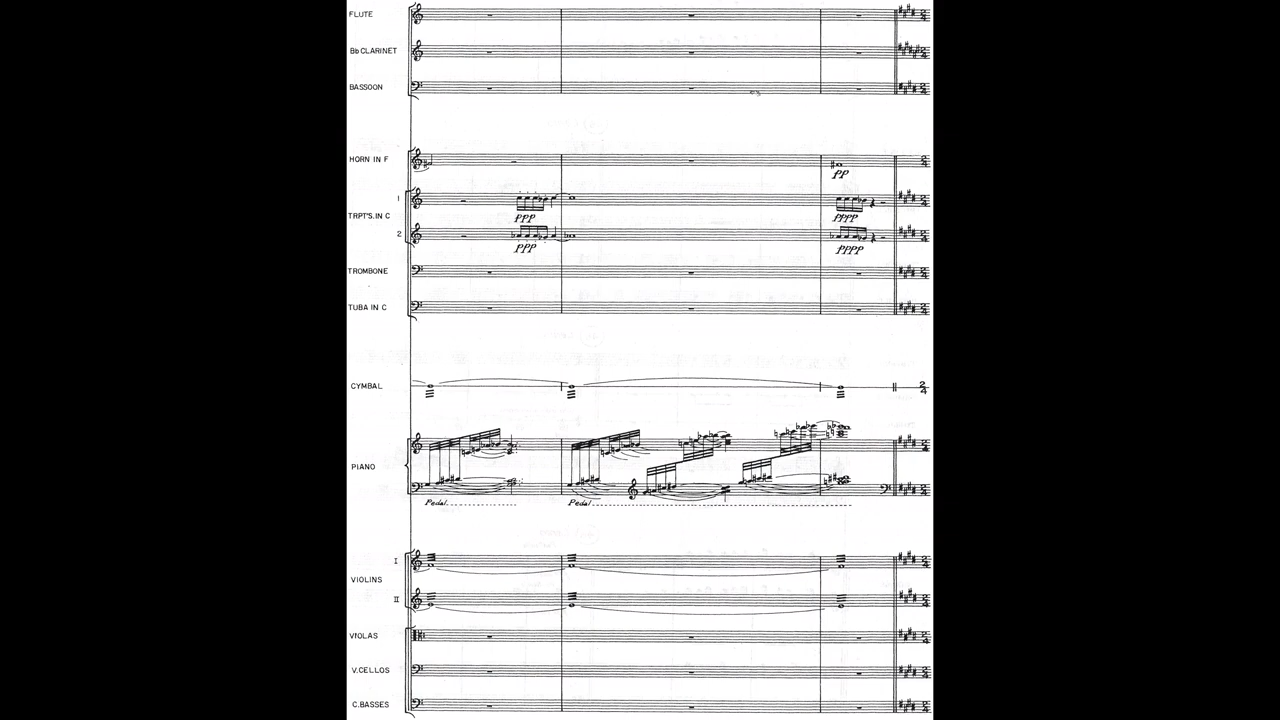 FLUTE
Bb CLARINET
BASSOON
HORN IN F
pp
1
TRPT'S. IN C
ppp
pppp
2
ppp
pppp
TROMBONE
TUBA IN C
CYMBAL
PIANO
Pedal
Pedal
I
VIOLINS
II
VIOLAS
V.CELLOS
C.BASSES